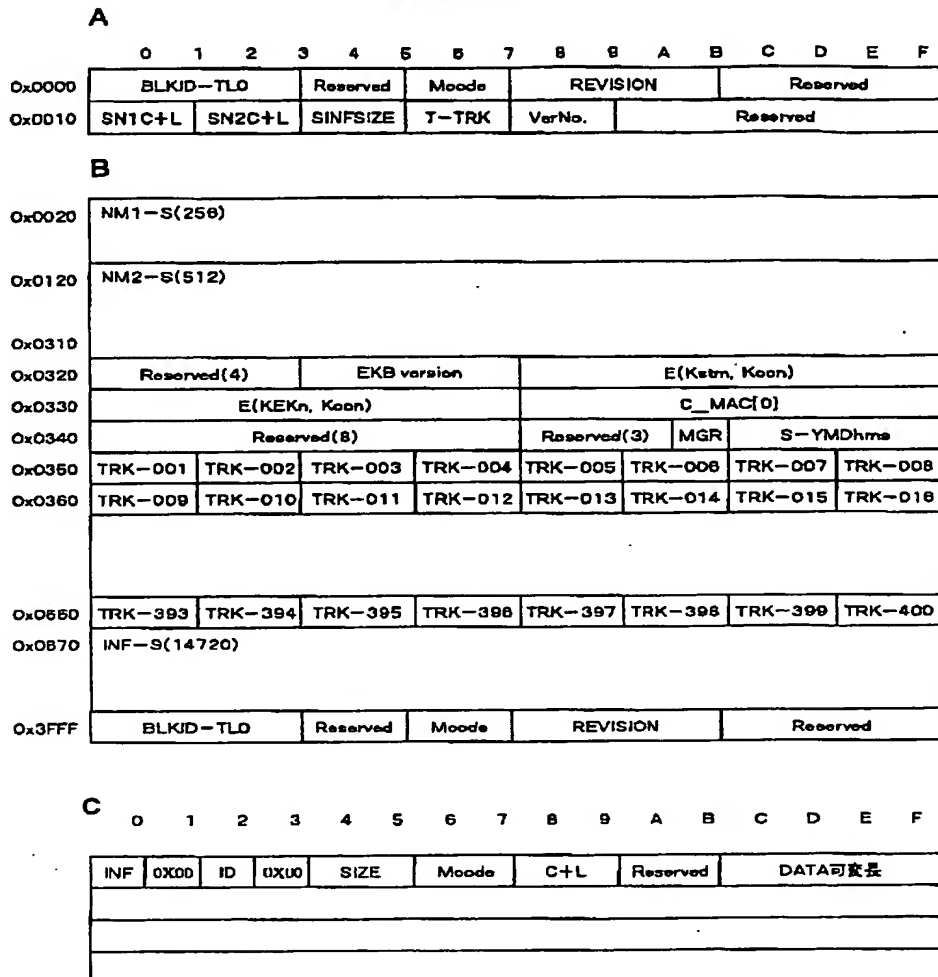 A
0 1 2 3 4 5 6 7 8 9 A B C D E F
0x0000 BLKID-TL0 Reserved Mcode REVISION Reserved
0x0010 SN1C+L SN2C+L SINFSIZE T-TRK VerNo. Reserved
B
0x0020 NM1-S(256)
0x0120 NM2-S(512)
0x0310
0x0320 Reserved(4) EKB version E(Kstm, Kcon)
0x0330 E(KEKn, Kcon) C_MAC[0]
0x0340 Reserved(8) Reserved(3) MGR S-YMDhms
0x0350 TRK-001 TRK-002 TRK-003 TRK-004 TRK-005 TRK-006 TRK-007 TRK-008
0x0360 TRK-009 TRK-010 TRK-011 TRK-012 TRK-013 TRK-014 TRK-015 TRK-016
0x0660 TRK-393 TRK-394 TRK-395 TRK-396 TRK-397 TRK-398 TRK-399 TRK-400
0x0670 INF-S(14720)
0x3FFF BLKID-TL0 Reserved Mcode REVISION Reserved
C
0 1 2 3 4 5 6 7 8 9 A B C D E F
INF 0X00 ID 0X00 SIZE Mcode C+L Reserved DATA可変長